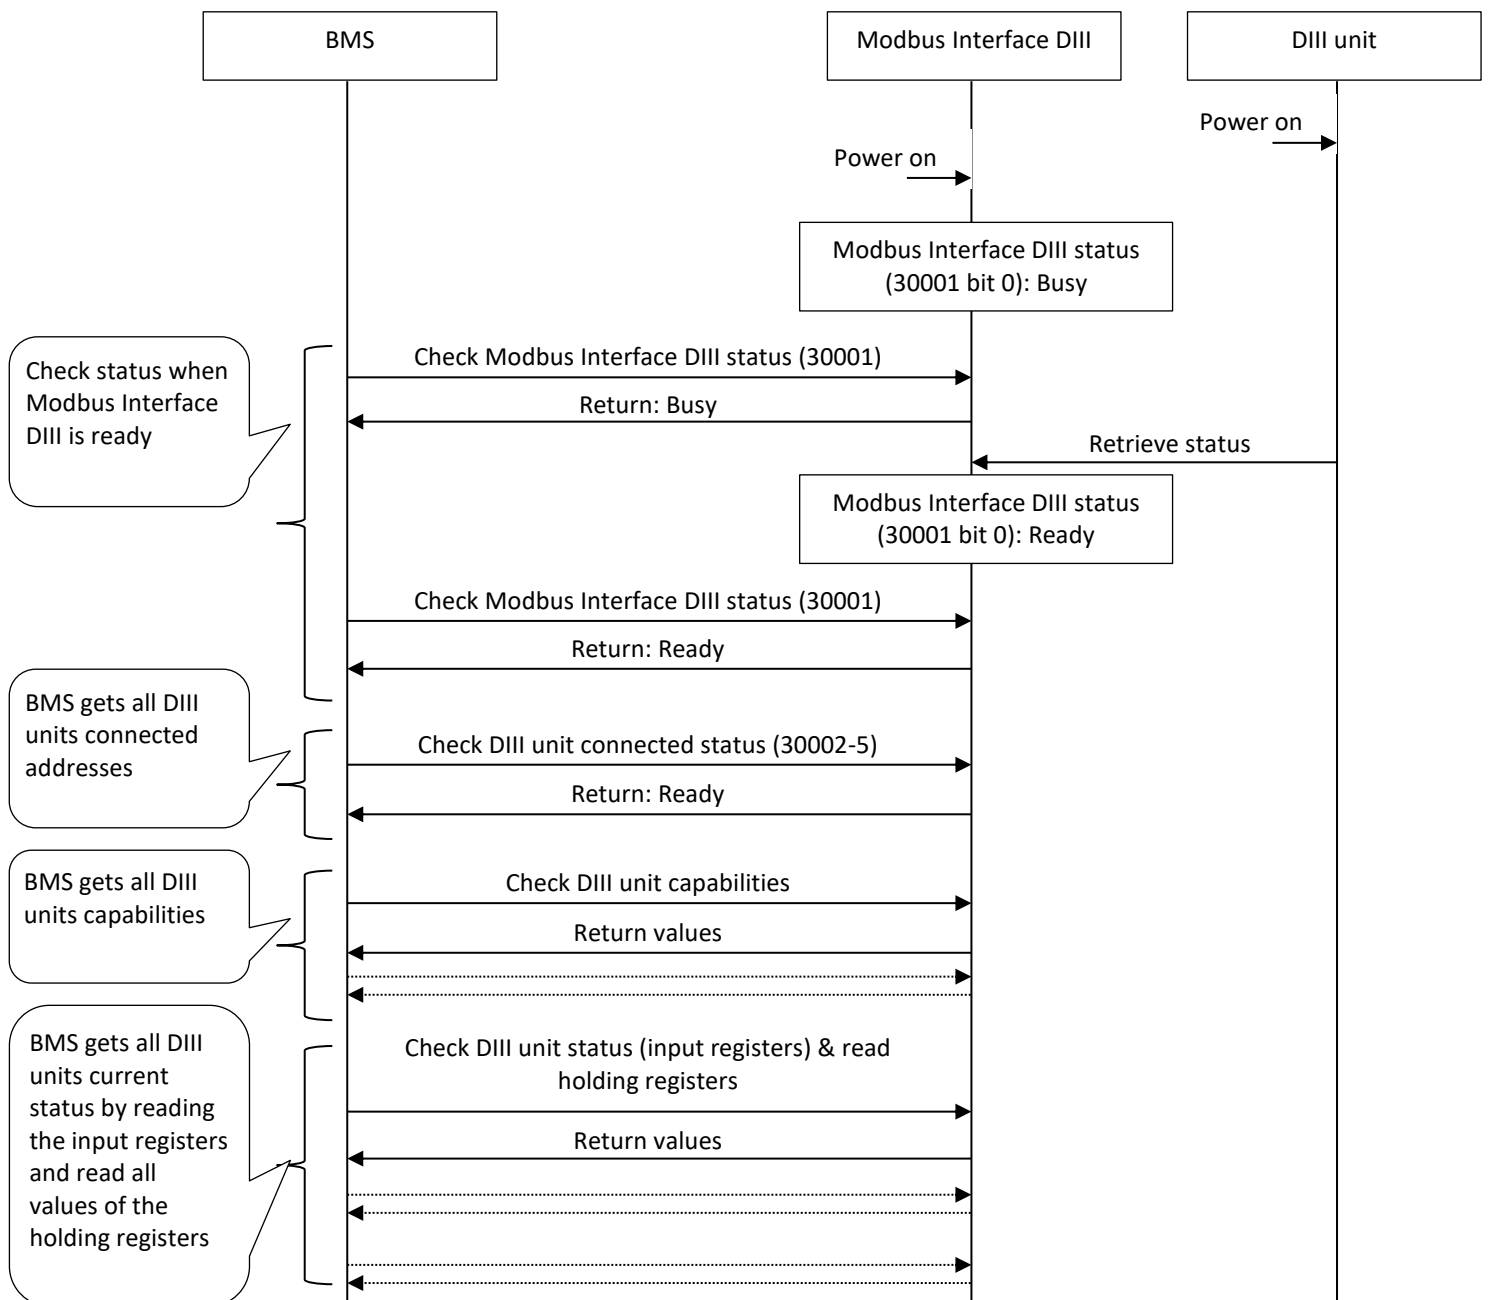 BMS
Modbus Interface DIII
DIII unit
Power on
Power on
Modbus Interface DIII status
(30001 bit 0): Busy
Check status when
Modbus Interface
DIII is ready
Check Modbus Interface DIII status (30001)
Return: Busy
Retrieve status
Modbus Interface DIII status
(30001 bit 0): Ready
Check Modbus Interface DIII status (30001)
Return: Ready
BMS gets all DIII
units connected
addresses
Check DIII unit connected status (30002-5)
Return: Ready
BMS gets all DIII
units capabilities
Check DIII unit capabilities
Return values
BMS gets all DIII
units current
status by reading
the input registers
and read all
values of the
holding registers
Check DIII unit status (input registers) & read
holding registers
Return values